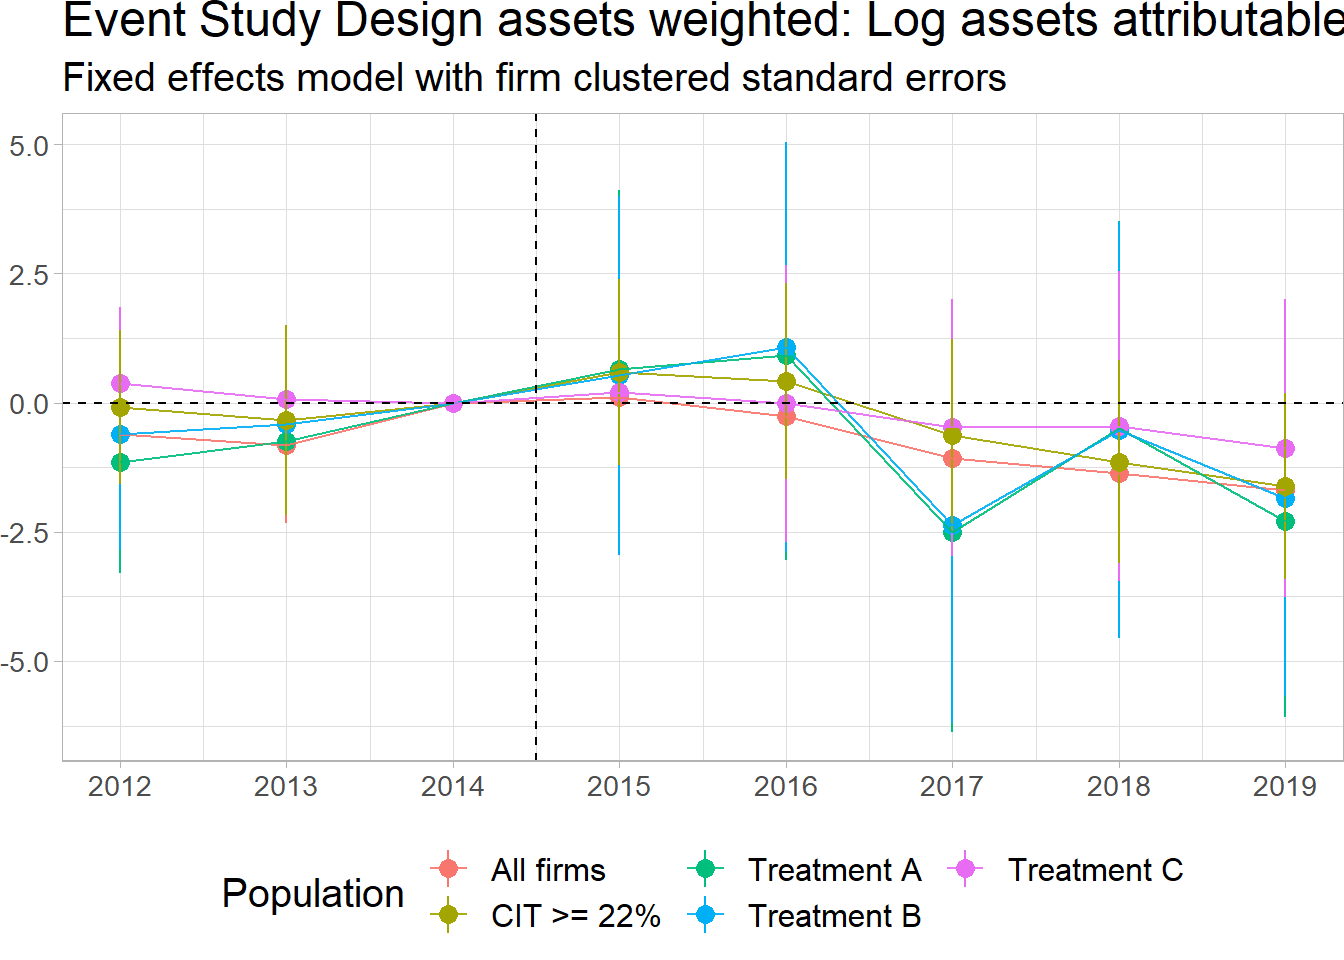 Event Study Design assets weighted: Log assets attributable
Fixed effects model with firm clustered standard errors
5.0
2.5
0.0
-2.5
-5.0
2012 2013 2014 2015 2016 2017 2018 2019
Population
All firms Treatment A Treatment C
CIT >= 22% Treatment B